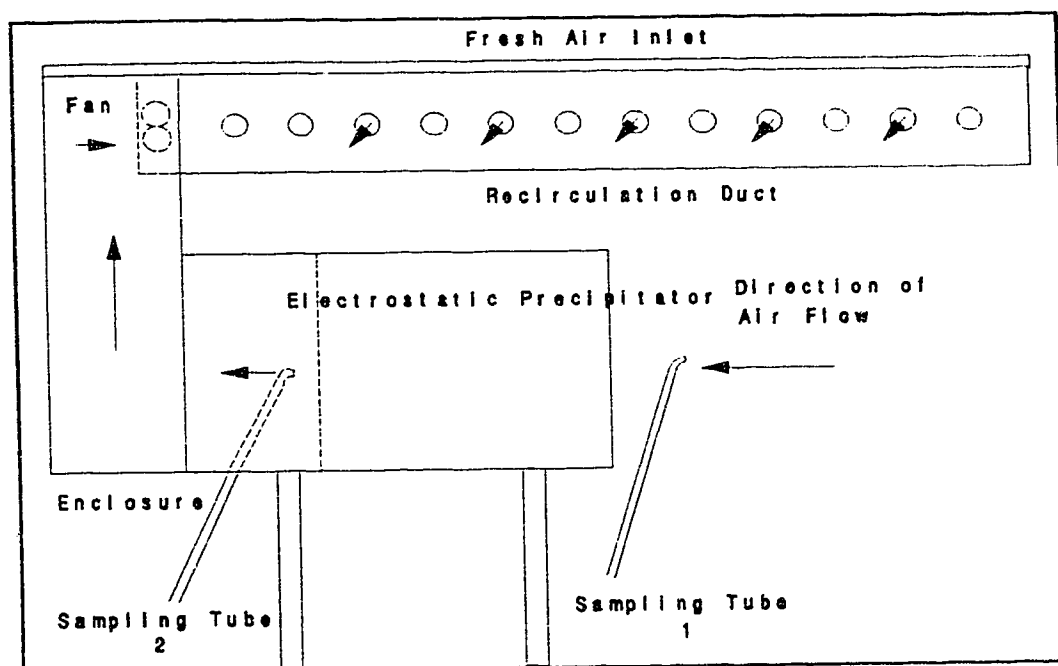 Fresh Air Inlet
Fan
Recirculation Duct
Electrostatic Precipitator
Direction of
Air Flow
Enclosure
Sampling Tube
2
Sampling Tube
1